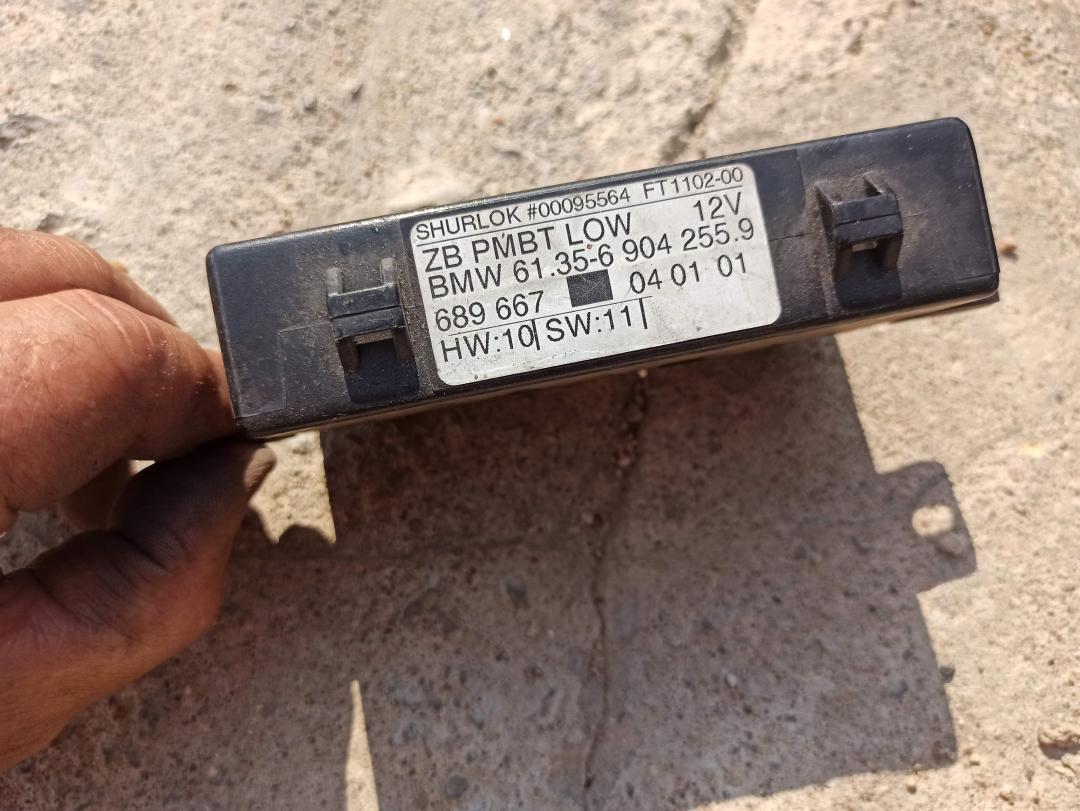 SHURLOK #00095564 FT1102-00
ZB PMBT LOW 12V
BMW 61.35-6 904 255.9
689 667 04 01 01
HW:10 SW:11